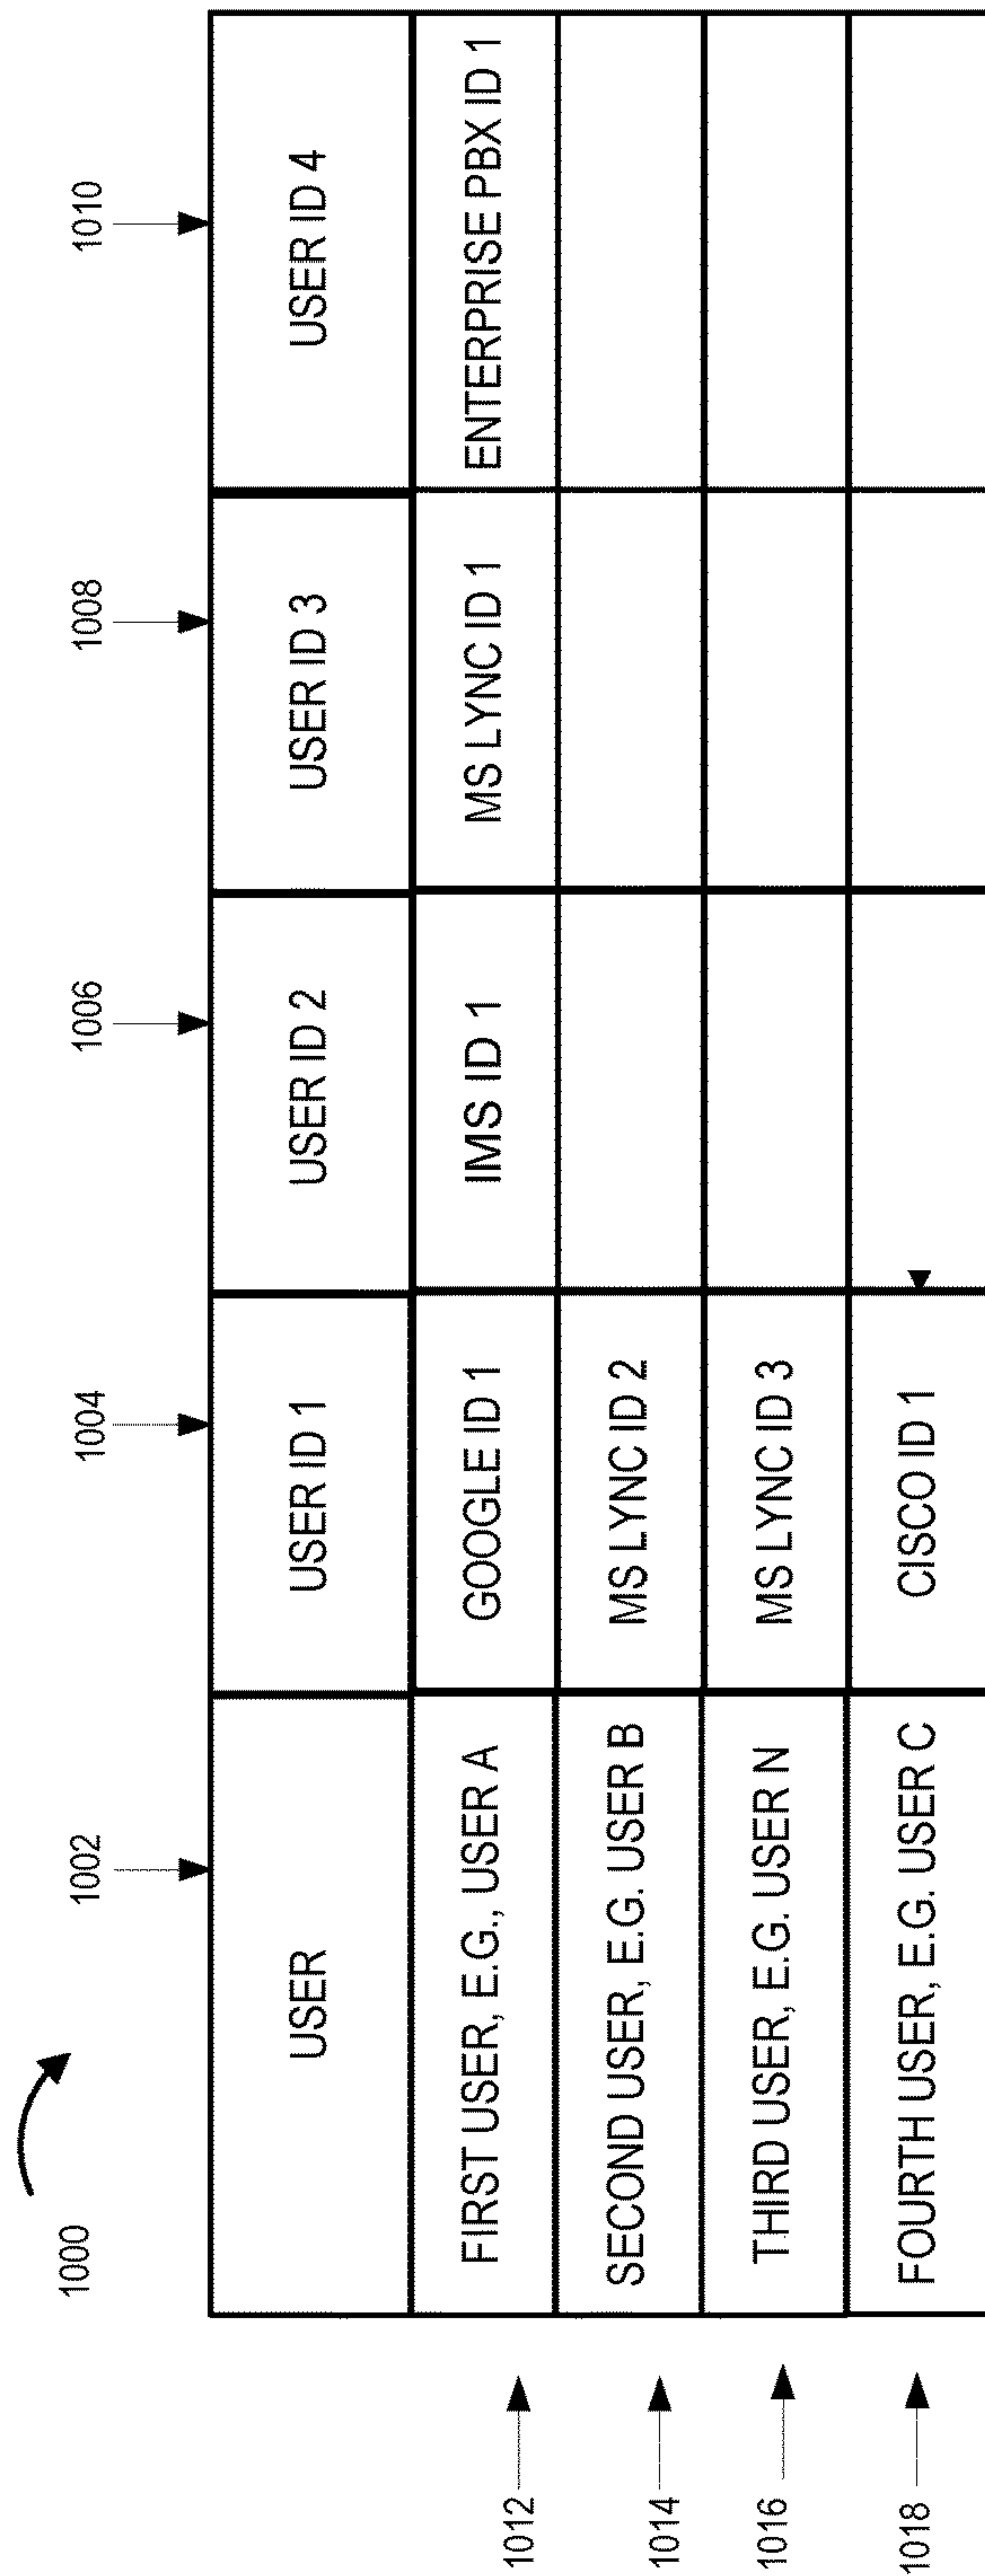 1000
1002
1004
1006
1008
1010
USER
USER ID 1
USER ID 2
USER ID 3
USER ID 4
1012
FIRST USER, E.G., USER A
GOOGLE ID 1
IMS ID 1
MS LYNC ID 1
ENTERPRISE PBX ID 1
1014
SECOND USER, E.G. USER B
MS LYNC ID 2
1016
THIRD USER, E.G. USER N
MS LYNC ID 3
1018
FOURTH USER, E.G. USER C
CISCO ID 1